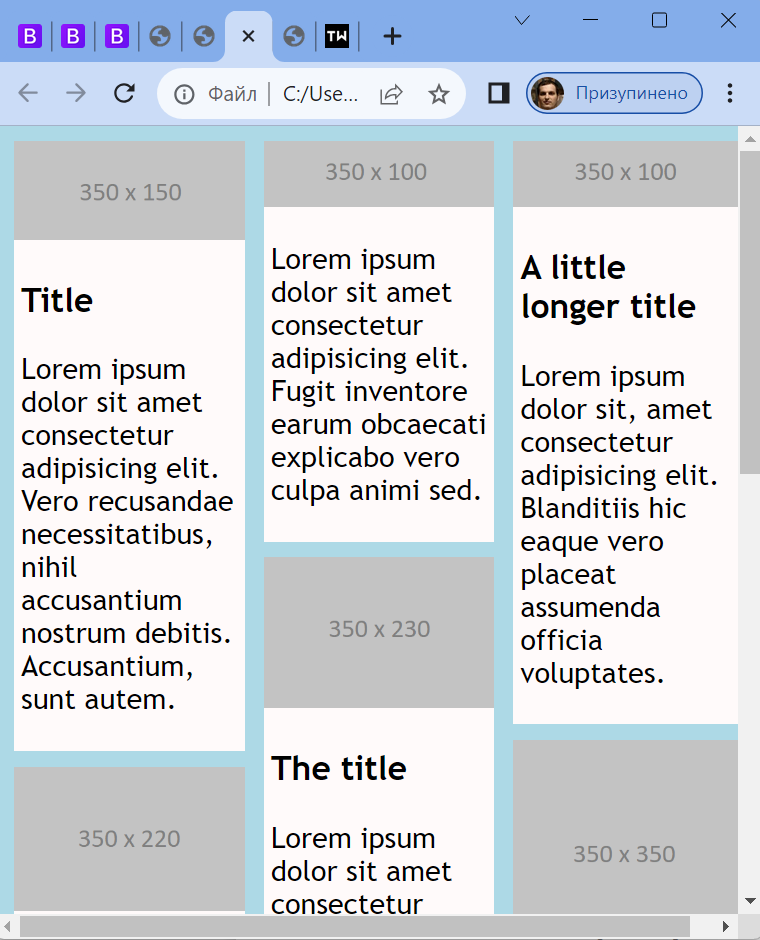 B
B
B
TW
Файл
C:/Use...
Призупинено
350 x 150
Title
Lorem ipsum
dolor sit amet
consectetur
adipisicing elit.
Vero recusandae
necessitatibus,
nihil
accusantium
nostrum debitis.
Accusantium,
sunt autem.
350 x 220
350 x 100
Lorem ipsum
dolor sit amet
consectetur
adipisicing elit.
Fugit inventore
earum obcaecati
explicabo vero
culpa animi sed.
350 x 230
The title
Lorem ipsum
dolor sit amet
consectetur
350 x 100
A little
longer title
Lorem ipsum
dolor sit, amet
consectetur
adipisicing elit.
Blanditiis hic
eaque vero
placeat
assumenda
officia
voluptates.
350 x 350